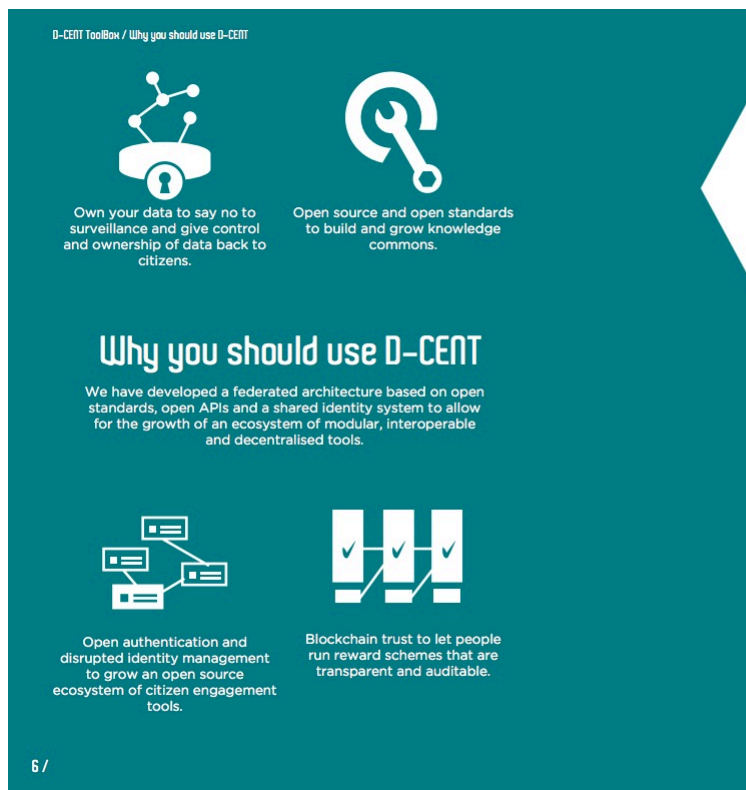 D-CENT ToolBox / Why you should use D-CENT
Own your data to say no to
surveillance and give control
and ownership of data back to
citizens.
Open source and open standards
to build and grow knowledge
commons.
Why you should use D-CENT
We have developed a federated architecture based on open
standards, open APIs and a shared identity system to allow
for the growth of an ecosystem of modular, interoperable
and decentralised tools.
Open authentication and
disrupted identity management
to grow an open source
ecosystem of citizen engagement
tools.
Blockchain trust to let people
run reward schemes that are
transparent and auditable.
6 /